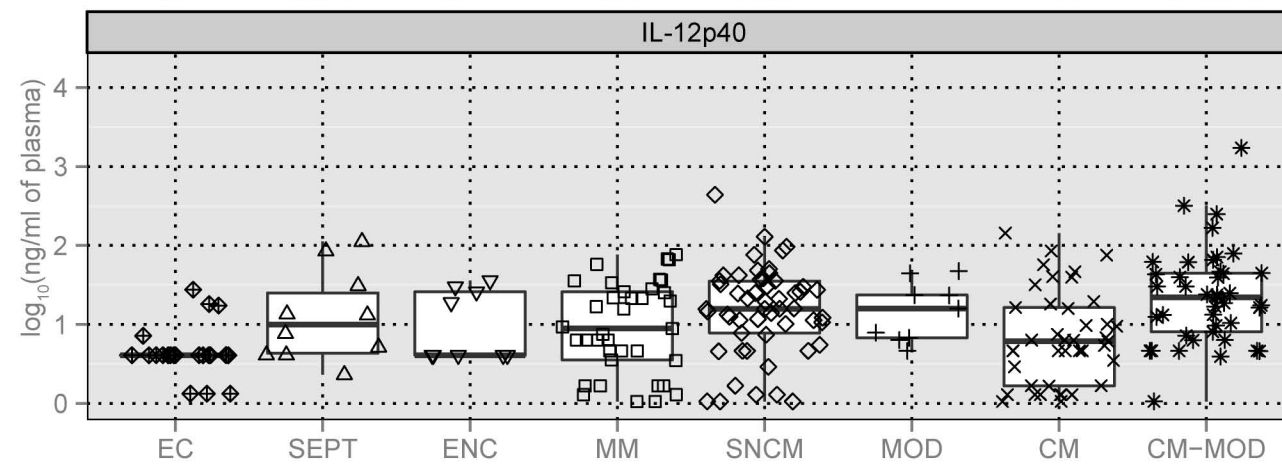 IL-12p40
log10(ng/ml of plasma)
4
3
2
1
0
EC SEPT ENC MM SNCM MOD CM CM-MOD